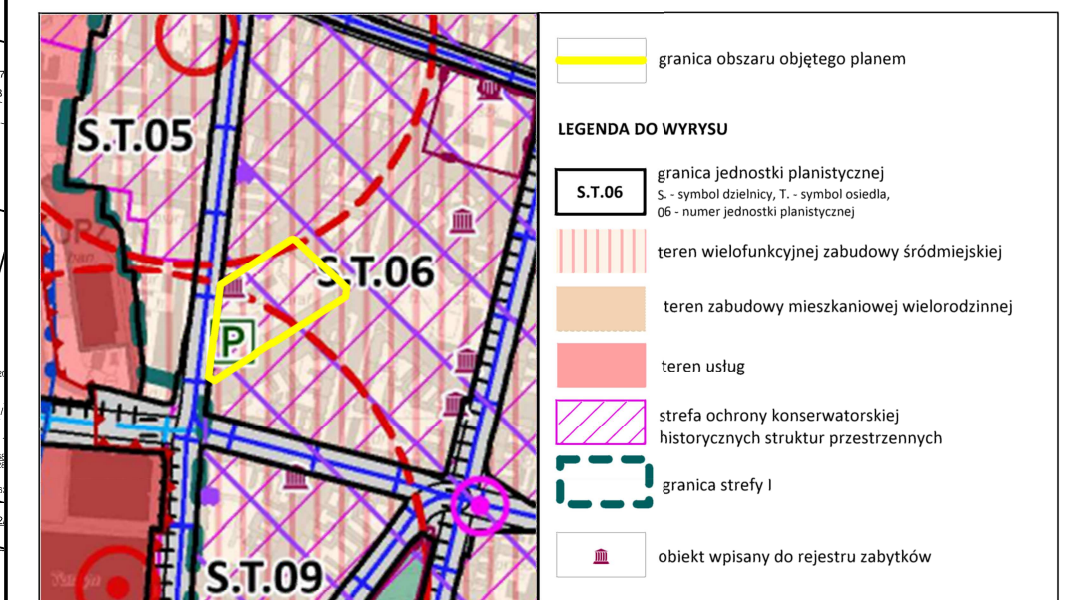 granica obszaru objętego planem
LEGENDA DO WYRYSU
S.T.06
granica jednostki planistycznej
S. - symbol dzielnicy, T. - symbol osiedla,
06 - numer jednostki planistycznej
teren wielofunkcyjnej zabudowy śródmiejskiej
teren zabudowy mieszkaniowej wielorodzinnej
teren usług
strefa ochrony konserwatorskiej
historycznych struktur przestrzennych
granica strefy I
obiekt wpisany do rejestru zabytków
S.T.05
S.T.06
P
S.T.09